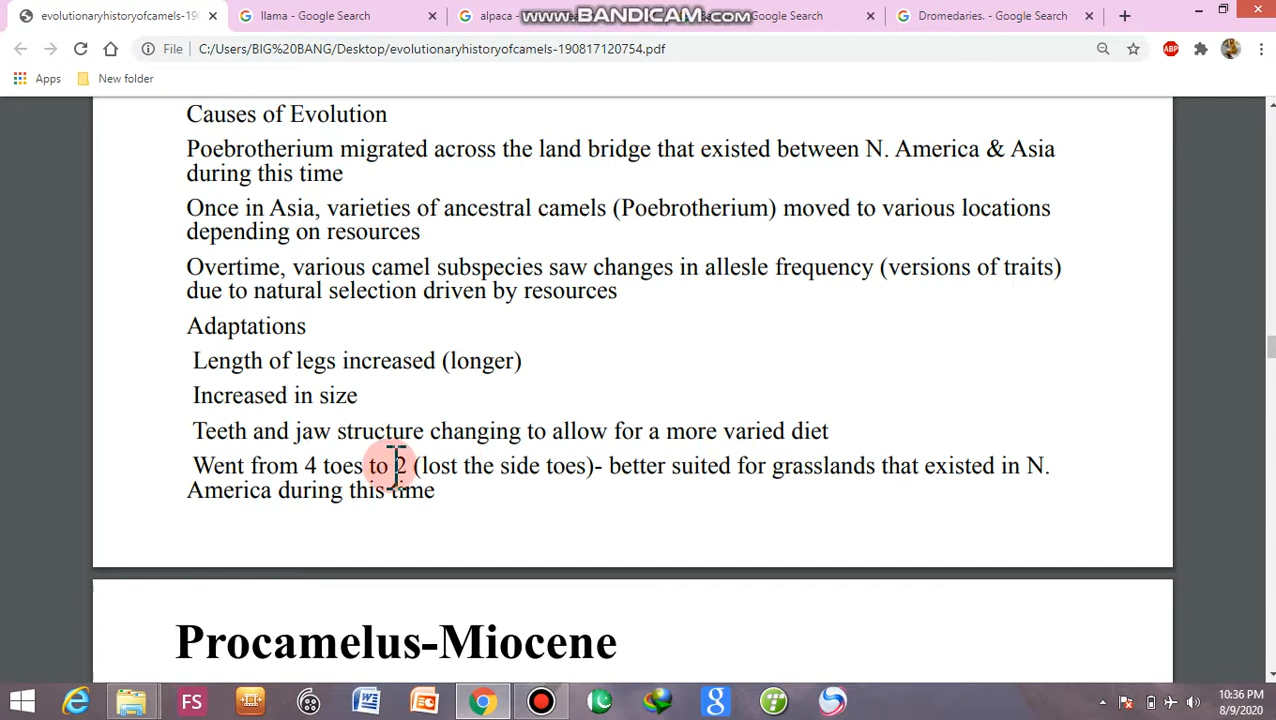 evolutionaryhistoryofcamels-190
llama - Google Search
alpaca - Google Sea
www.BANDICAM.com
- Google Search
Dromedaries. - Google Search
File
C:/Users/BIG%20BANG/Desktop/evolutionaryhistoryofcamels-190817120754.pdf
ABP
Apps
New folder
Causes of Evolution
Poebrotherium migrated across the land bridge that existed between N. America & Asia
during this time
Once in Asia, varieties of ancestral camels (Poebrotherium) moved to various locations
depending on resources
Overtime, various camel subspecies saw changes in allesle frequency (versions of traits)
due to natural selection driven by resources
Adaptations
Length of legs increased (longer)
Increased in size
Teeth and jaw structure changing to allow for a more varied diet
Went from 4 toes to 2 (lost the side toes)- better suited for grasslands that existed in N.
America during this time
Procamelus-Miocene
FS
10:36 PM
8/9/2020